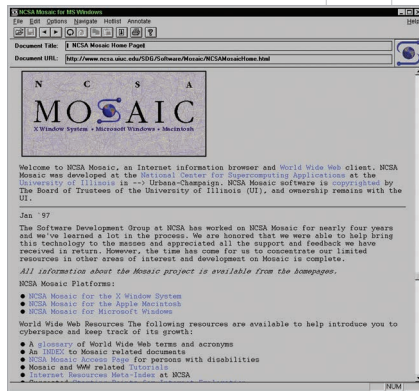 NCSA Mosaic for MS Windows
File Edit Options Navigate Hotlist Annotate Help
Document Title: NCSA Mosaic Home Page
Document URL: http://www.ncsa.uiuc.edu/SDG/Software/Mosaic/NCSAMosaicHome.html
N C S A
MOSAIC
X Window System • Microsoft Windows • Macintosh
Welcome to NCSA Mosaic, an Internet information browser and World Wide Web client. NCSA
Mosaic was developed at the National Center for Supercomputing Applications at the
University of Illinois in --> Urbana-Champaign. NCSA Mosaic software is copyrighted by
The Board of Trustees of the University of Illinois (UI), and ownership remains with the
UI.
Jan '97
The Software Development Group at NCSA has worked on NCSA Mosaic for nearly four years
and we've learned a lot in the process. We are honored that we were able to help bring
this technology to the masses and appreciated all the support and feedback we have
received in return. However, the time has come for us to concentrate our limited
resources in other areas of interest and development on Mosaic is complete.
All information about the Mosaic project is available from the homepages.
NCSA Mosaic Platforms:
● NCSA Mosaic for the X Window System
● NCSA Mosaic for the Apple Macintosh
● NCSA Mosaic for Microsoft Windows
World Wide Web Resources The following resources are available to help introduce you to
cyberspace and keep track of its growth:
● A glossary of World Wide Web terms and acronyms
● An INDEX to Mosaic related documents
● NCSA Mosaic Access Page for persons with disabilities
● Mosaic and WWW related Tutorials
● Internet Resources Meta-Index at NCSA
NUM